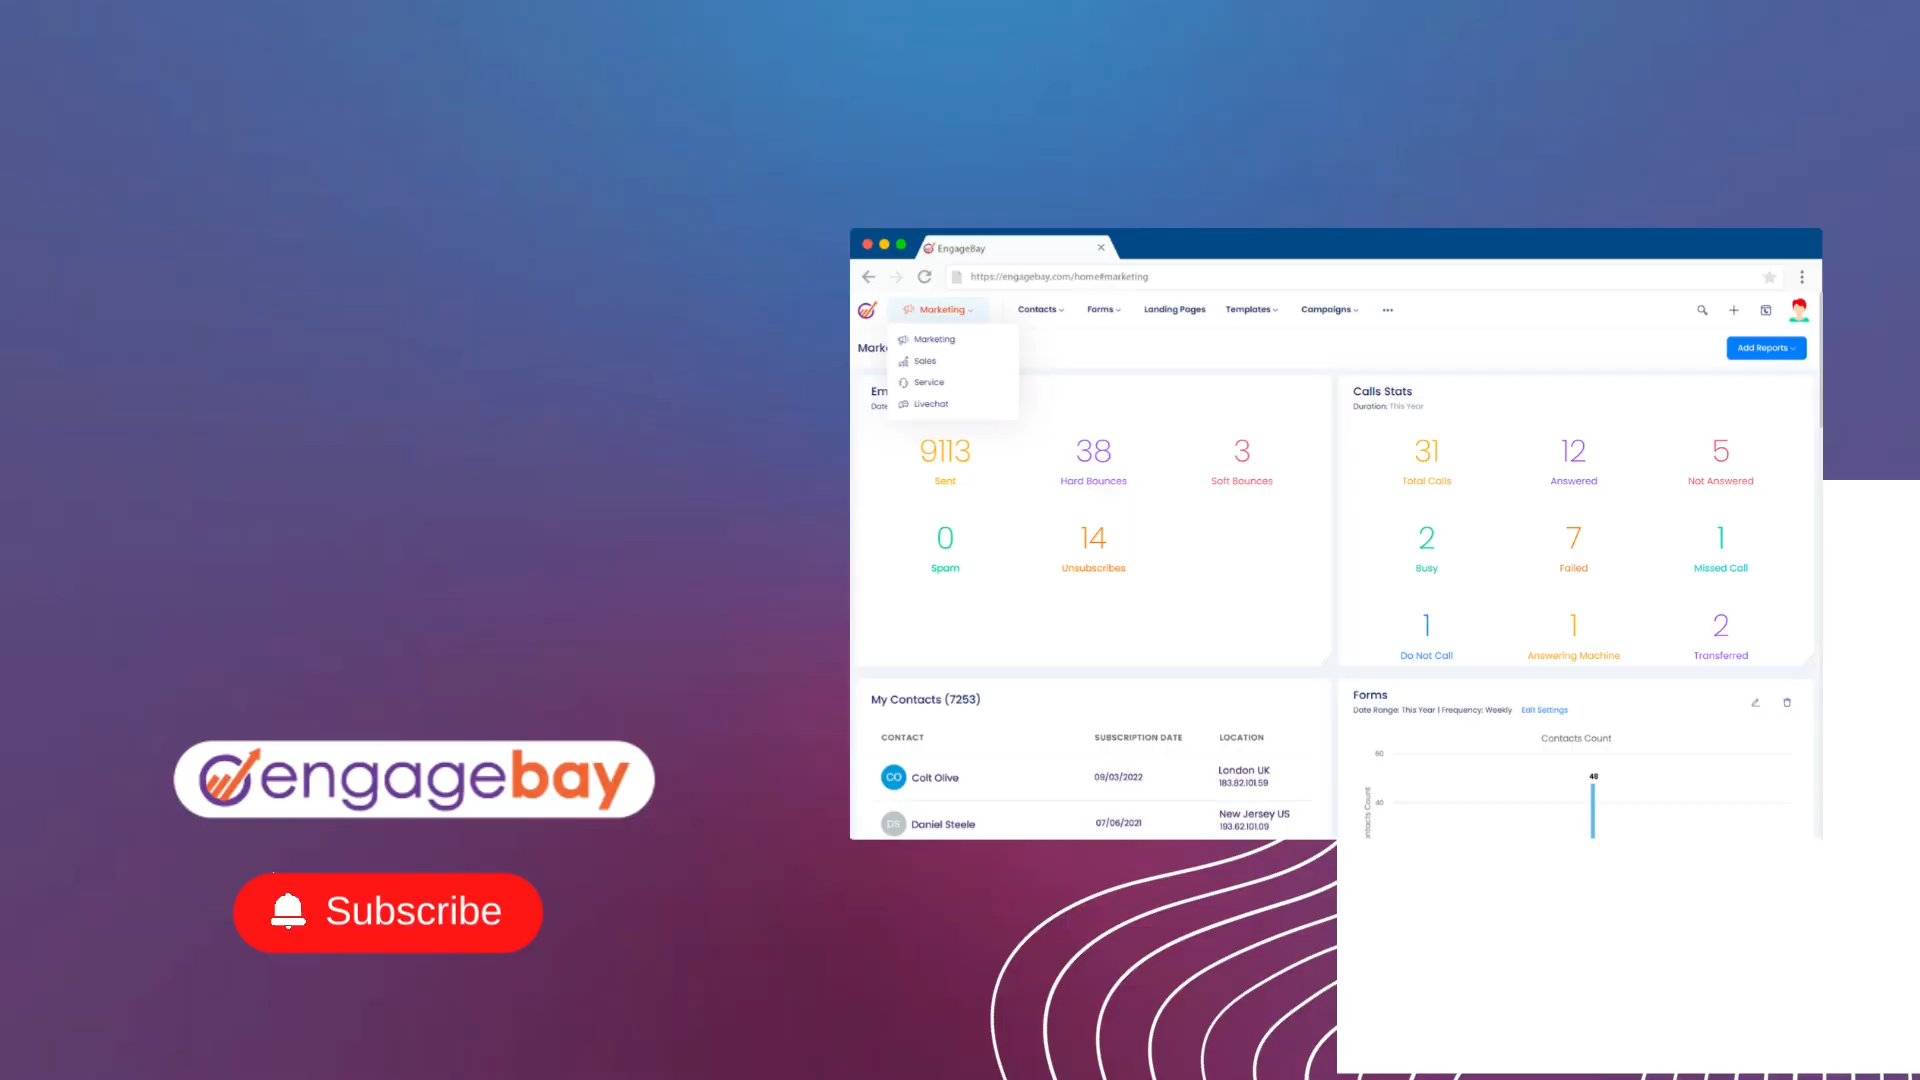 EngageBay
https://engagebay.com/home#marketing
Marketing
Contacts
Forms
Landing Pages
Templates
Campaigns
Mark
Marketing
Sales
Service
Livechat
Add Reports
Em
Date
9113
Sent
38
Hard Bounces
3
Soft Bounces
0
Spam
14
Unsubscribes
Calls Stats
Duration: This Year
31
Total Calls
12
Answered
5
Not Answered
2
Busy
7
Failed
1
Missed Call
1
Do Not Call
1
Answering Machine
2
Transferred
My Contacts (7253)
CONTACT SUBSCRIPTION DATE LOCATION
CO Colt Olive 09/03/2022 London UK
183.82.101.59
DS Daniel Steele 07/06/2021 New Jersey US
193.62.101.09
Forms
Date Range: This Year | Frequency: Weekly Edit Settings
Contacts Count
60
48
40
ntacts Count
engagebay
Subscribe